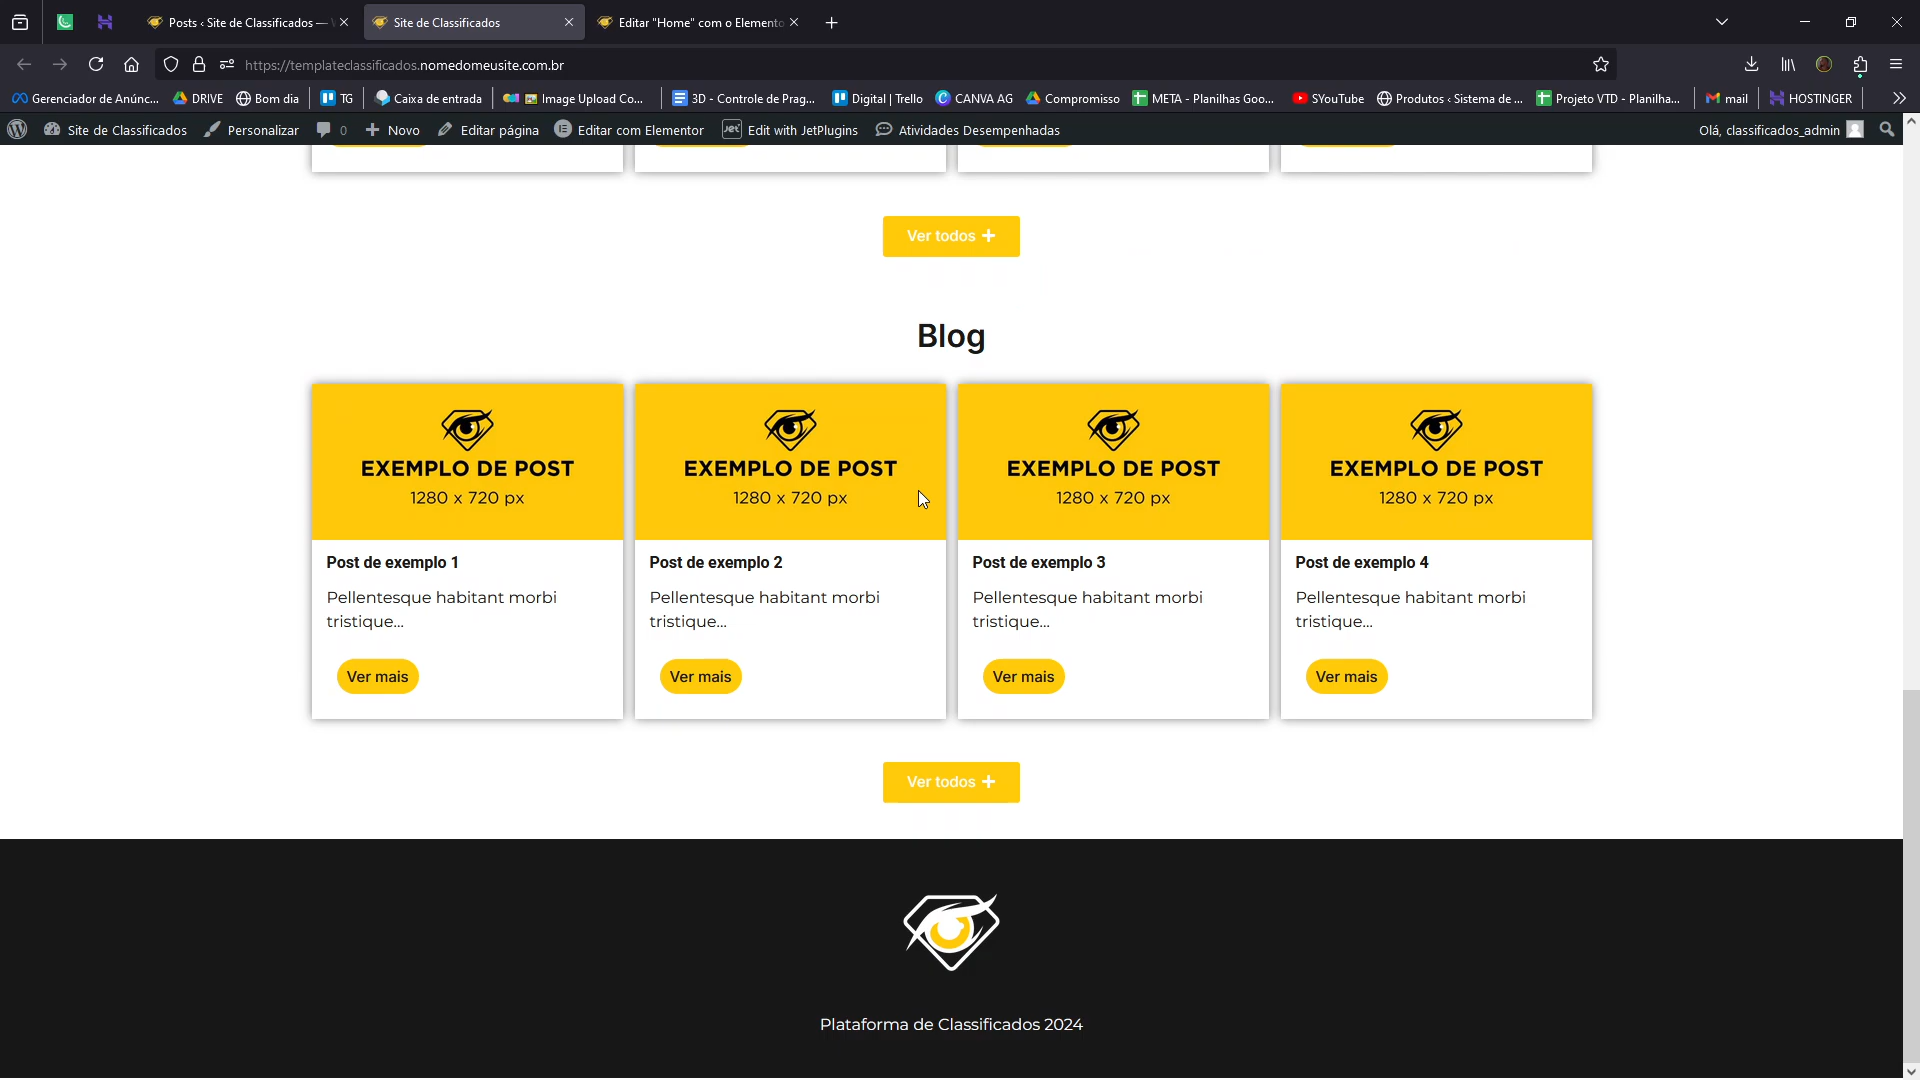 Posts ‹ Site de Classificados —
Site de Classificados
Editar "Home" com o Elemento
https://templateclassificados.nomedomeusite.com.br
Gerenciador de Anúnc...
DRIVE
Bom dia
TG
Caixa de entrada
Image Upload Co...
3D - Controle de Prag...
Digital | Trello
CANVA AG
Compromisso
META - Planilhas Goo...
SYouTube
Produtos ‹ Sistema de ...
Projeto VTD - Planilha...
mail
HOSTINGER
Site de Classificados
Personalizar
0
Novo
Editar página
Editar com Elementor
Jet
Edit with JetPlugins
Atividades Desempenhadas
Olá, classificados_admin
Ver todos
Blog
EXEMPLO DE POST
1280 x 720 px
EXEMPLO DE POST
1280 x 720 px
EXEMPLO DE POST
1280 x 720 px
EXEMPLO DE POST
1280 x 720 px
Post de exemplo 1
Pellentesque habitant morbi
tristique...
Ver mais
Post de exemplo 2
Pellentesque habitant morbi
tristique...
Ver mais
Post de exemplo 3
Pellentesque habitant morbi
tristique...
Ver mais
Post de exemplo 4
Pellentesque habitant morbi
tristique...
Ver mais
Ver todos
Plataforma de Classificados 2024